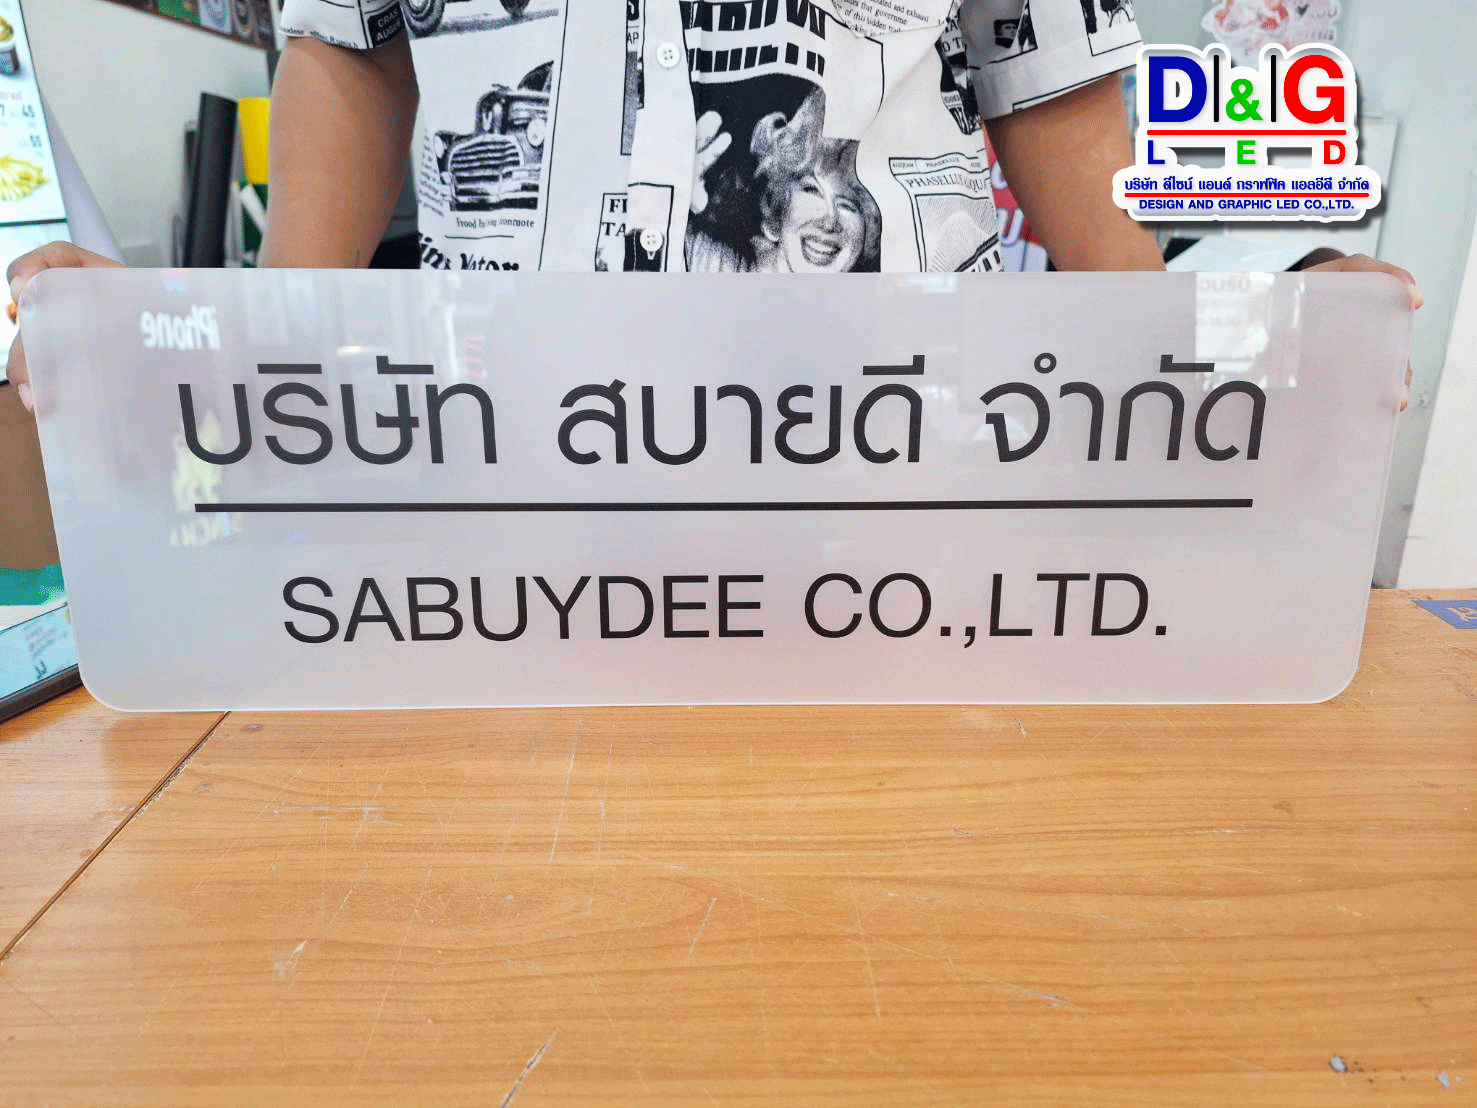 D|&|G
L E D
บริษัท ดีไซน์ แอนด์ กราฟฟิค แอลอีดี จำกัด
DESIGN AND GRAPHIC LED CO.,LTD.
PHASELLUS
iPhone
บริษัท สบายดี จำกัด
SABUYDEE CO.,LTD.